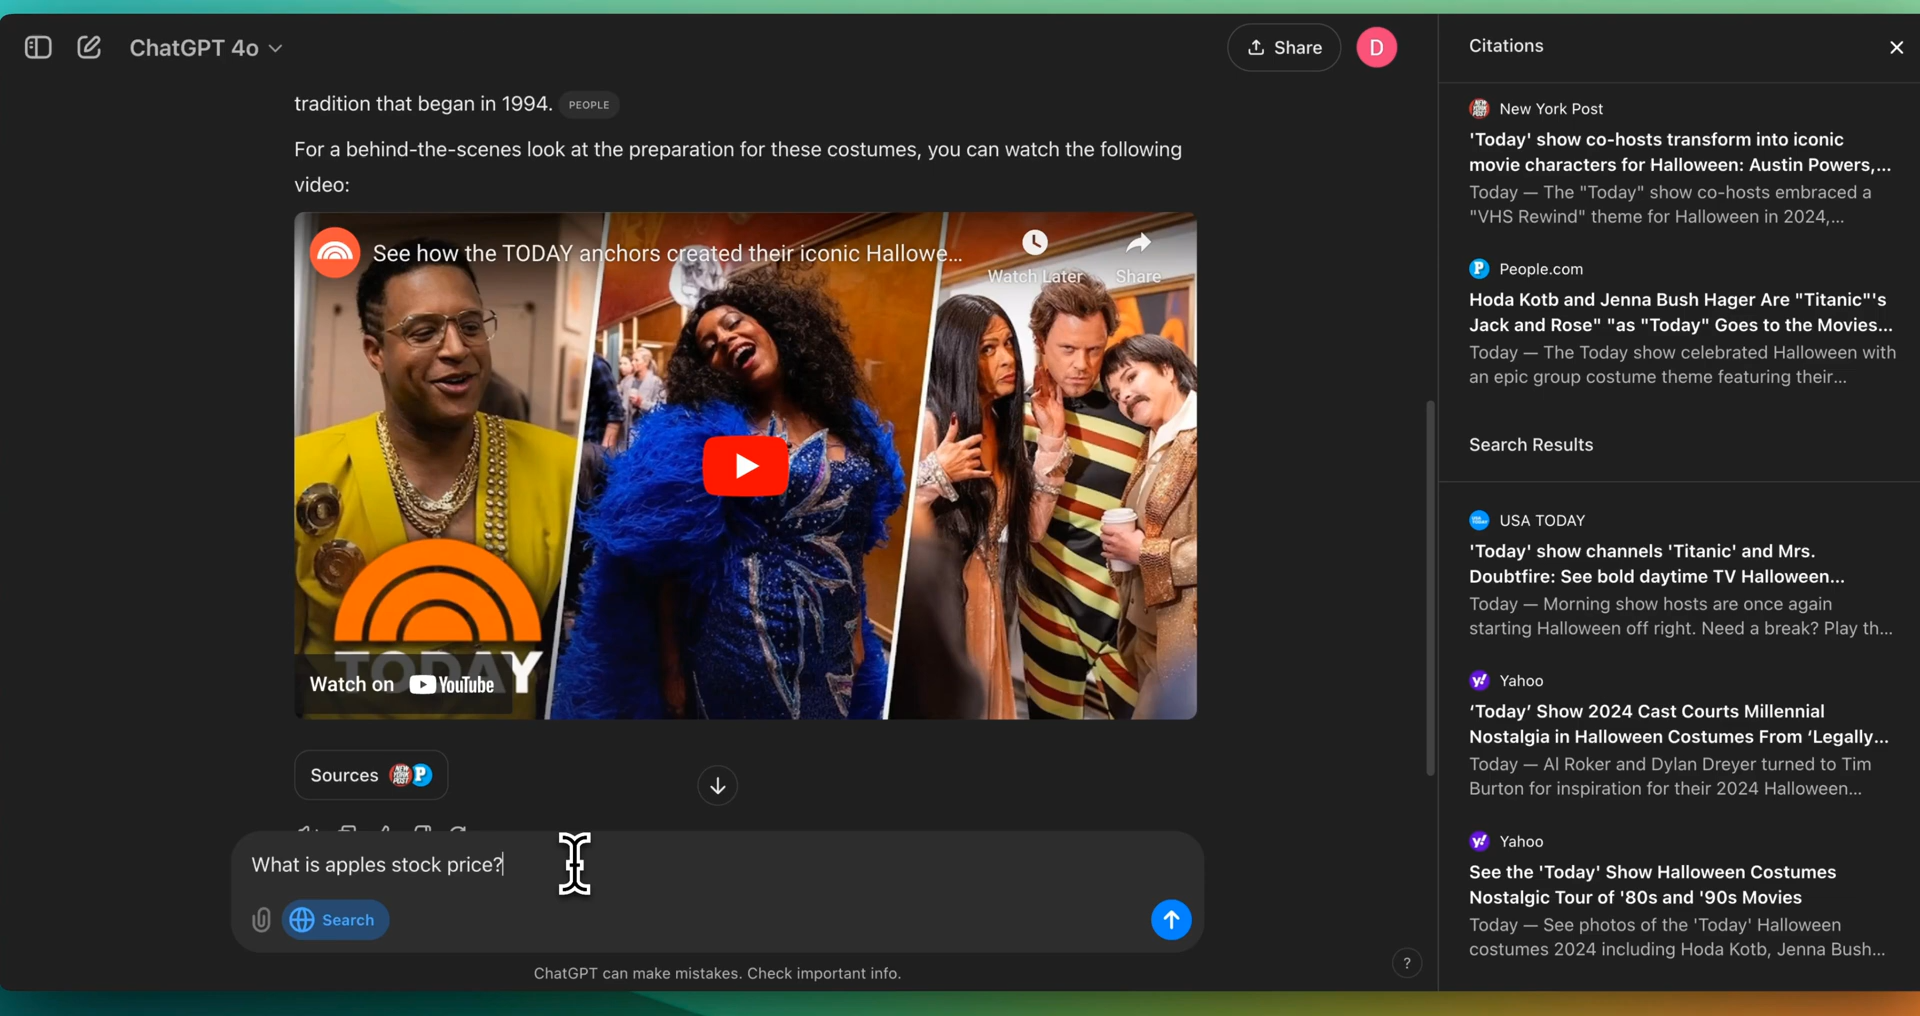 ChatGPT 4o
Share
D
tradition that began in 1994. PEOPLE
For a behind-the-scenes look at the preparation for these costumes, you can watch the following
video:
See how the TODAY anchors created their iconic Hallowe...
Watch Later
Share
TODAY
Watch on YouTube
Sources NEW YORK POST P
What is apples stock price?
Search
ChatGPT can make mistakes. Check important info.
?
Citations
New York Post
'Today' show co-hosts transform into iconic
movie characters for Halloween: Austin Powers,...
Today — The "Today" show co-hosts embraced a
"VHS Rewind" theme for Halloween in 2024,...
P People.com
Hoda Kotb and Jenna Bush Hager Are "Titanic"'s
Jack and Rose" "as "Today" Goes to the Movies...
Today — The Today show celebrated Halloween with
an epic group costume theme featuring their...
Search Results
USA TODAY
'Today' show channels 'Titanic' and Mrs.
Doubtfire: See bold daytime TV Halloween...
Today — Morning show hosts are once again
starting Halloween off right. Need a break? Play th...
y! Yahoo
‘Today’ Show 2024 Cast Courts Millennial
Nostalgia in Halloween Costumes From ‘Legally...
Today — Al Roker and Dylan Dreyer turned to Tim
Burton for inspiration for their 2024 Halloween...
y! Yahoo
See the 'Today' Show Halloween Costumes
Nostalgic Tour of '80s and '90s Movies
Today — See photos of the 'Today' Halloween
costumes 2024 including Hoda Kotb, Jenna Bush...